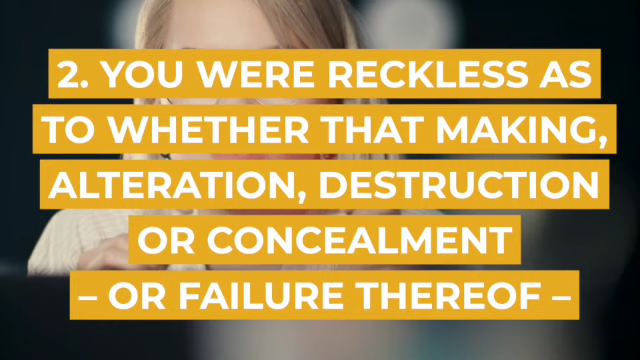 2. YOU WERE RECKLESS AS
TO WHETHER THAT MAKING,
ALTERATION, DESTRUCTION
OR CONCEALMENT
– OR FAILURE THEREOF –